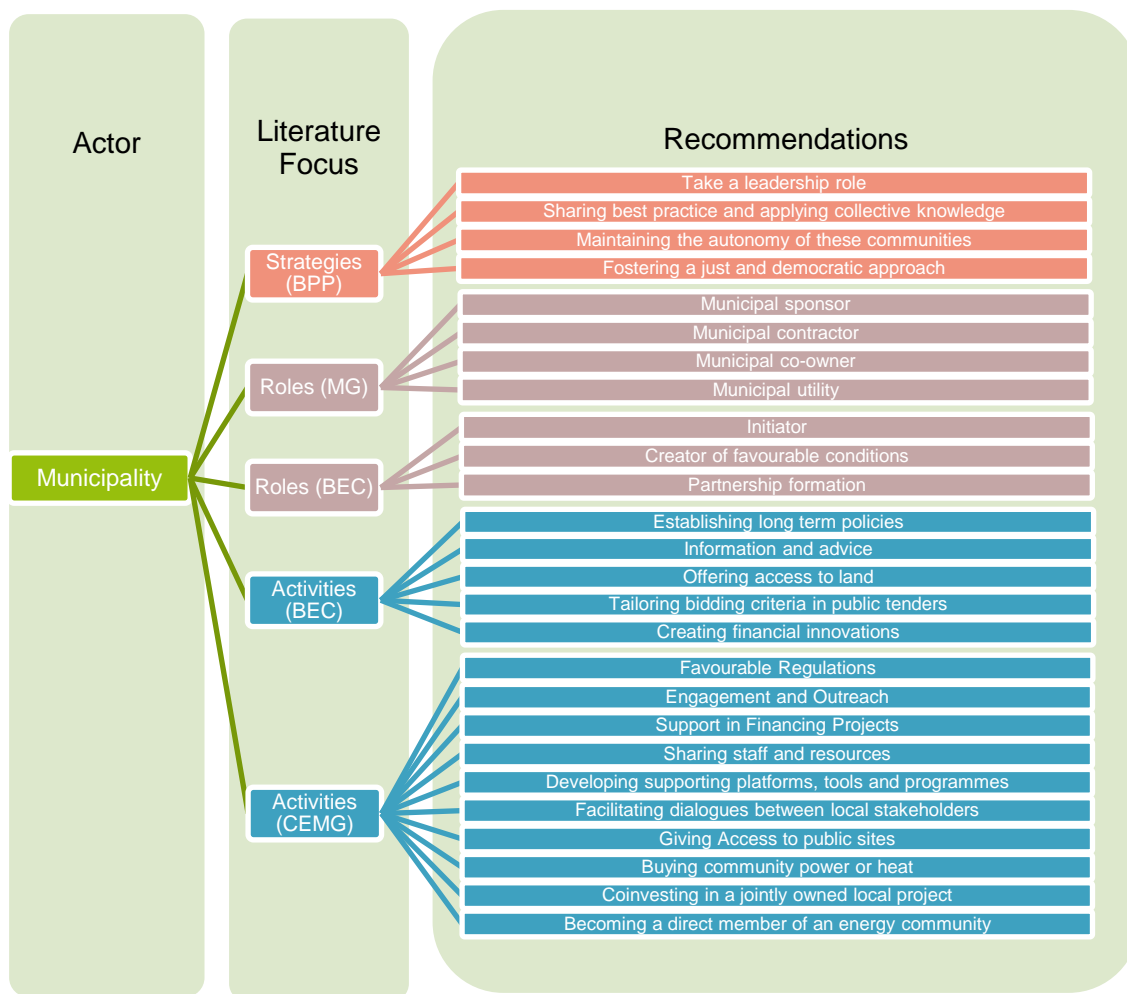 Actor
Literature
Focus
Recommendations
Municipality
Strategies
(BPP)
Take a leadership role
Sharing best practice and applying collective knowledge
Maintaining the autonomy of these communities
Fostering a just and democratic approach
Roles (MG)
Municipal sponsor
Municipal contractor
Municipal co-owner
Municipal utility
Roles (BEC)
Initiator
Creator of favourable conditions
Partnership formation
Activities
(BEC)
Establishing long term policies
Information and advice
Offering access to land
Tailoring bidding criteria in public tenders
Creating financial innovations
Activities
(CEMG)
Favourable Regulations
Engagement and Outreach
Support in Financing Projects
Sharing staff and resources
Developing supporting platforms, tools and programmes
Facilitating dialogues between local stakeholders
Giving Access to public sites
Buying community power or heat
Coinvesting in a jointly owned local project
Becoming a direct member of an energy community